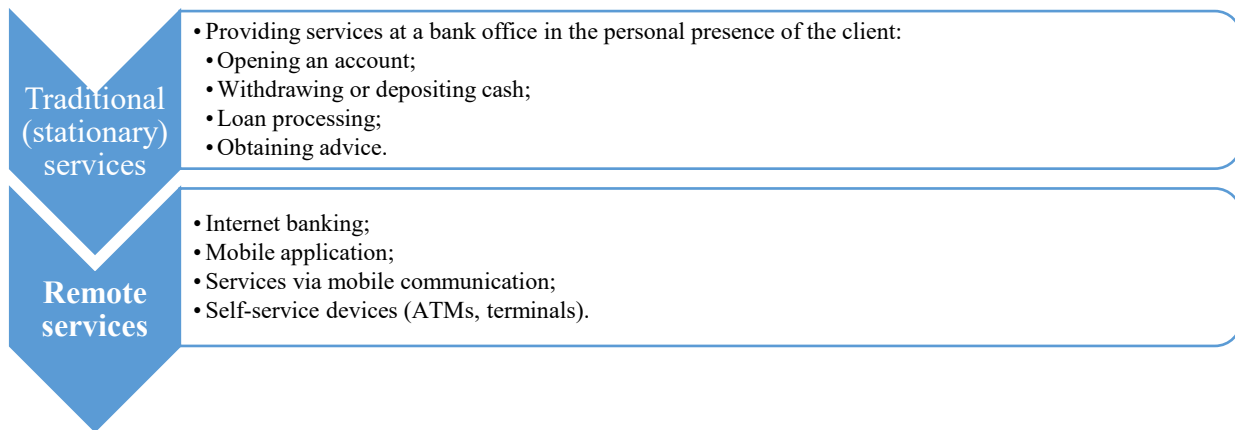 Traditional
(stationary)
services
• Providing services at a bank office in the personal presence of the client:
• Opening an account;
• Withdrawing or depositing cash;
• Loan processing;
• Obtaining advice.
Remote
services
• Internet banking;
• Mobile application;
• Services via mobile communication;
• Self-service devices (ATMs, terminals).